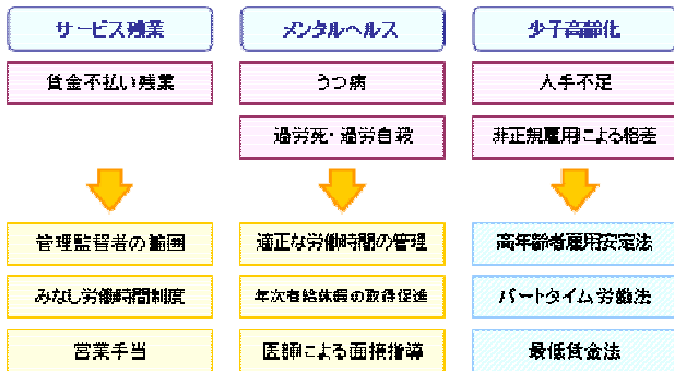 サービス残業
メンタルヘルス
少子高齢化
賃金不払い残業
うつ病
人手不足
過労死・過労自殺
非正規雇用による格差
管理監督者の範囲
適正な労働時間の管理
高年齢者雇用安定法
みなし労働時間制度
年次有給休暇の取得促進
パートタイム労働法
営業手当
医師による面接指導
最低賃金法